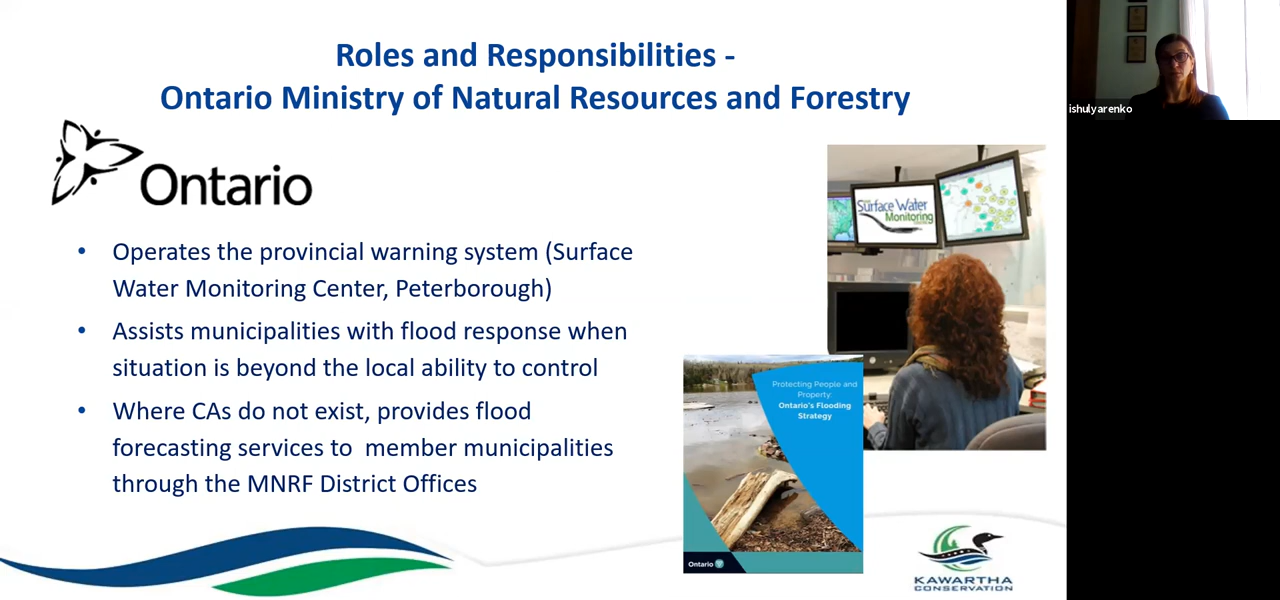 Roles and Responsibilities -
Ontario Ministry of Natural Resources and Forestry
ishulyarenko
Ontario
Surface Water
Monitoring
• Operates the provincial warning system (Surface
Water Monitoring Center, Peterborough)
• Assists municipalities with flood response when
situation is beyond the local ability to control
• Where CAs do not exist, provides flood
forecasting services to  member municipalities
through the MNRF District Offices
Protecting People and
Property:
Ontario's Flooding
Strategy
Ontario
KAWARTHA
CONSERVATION